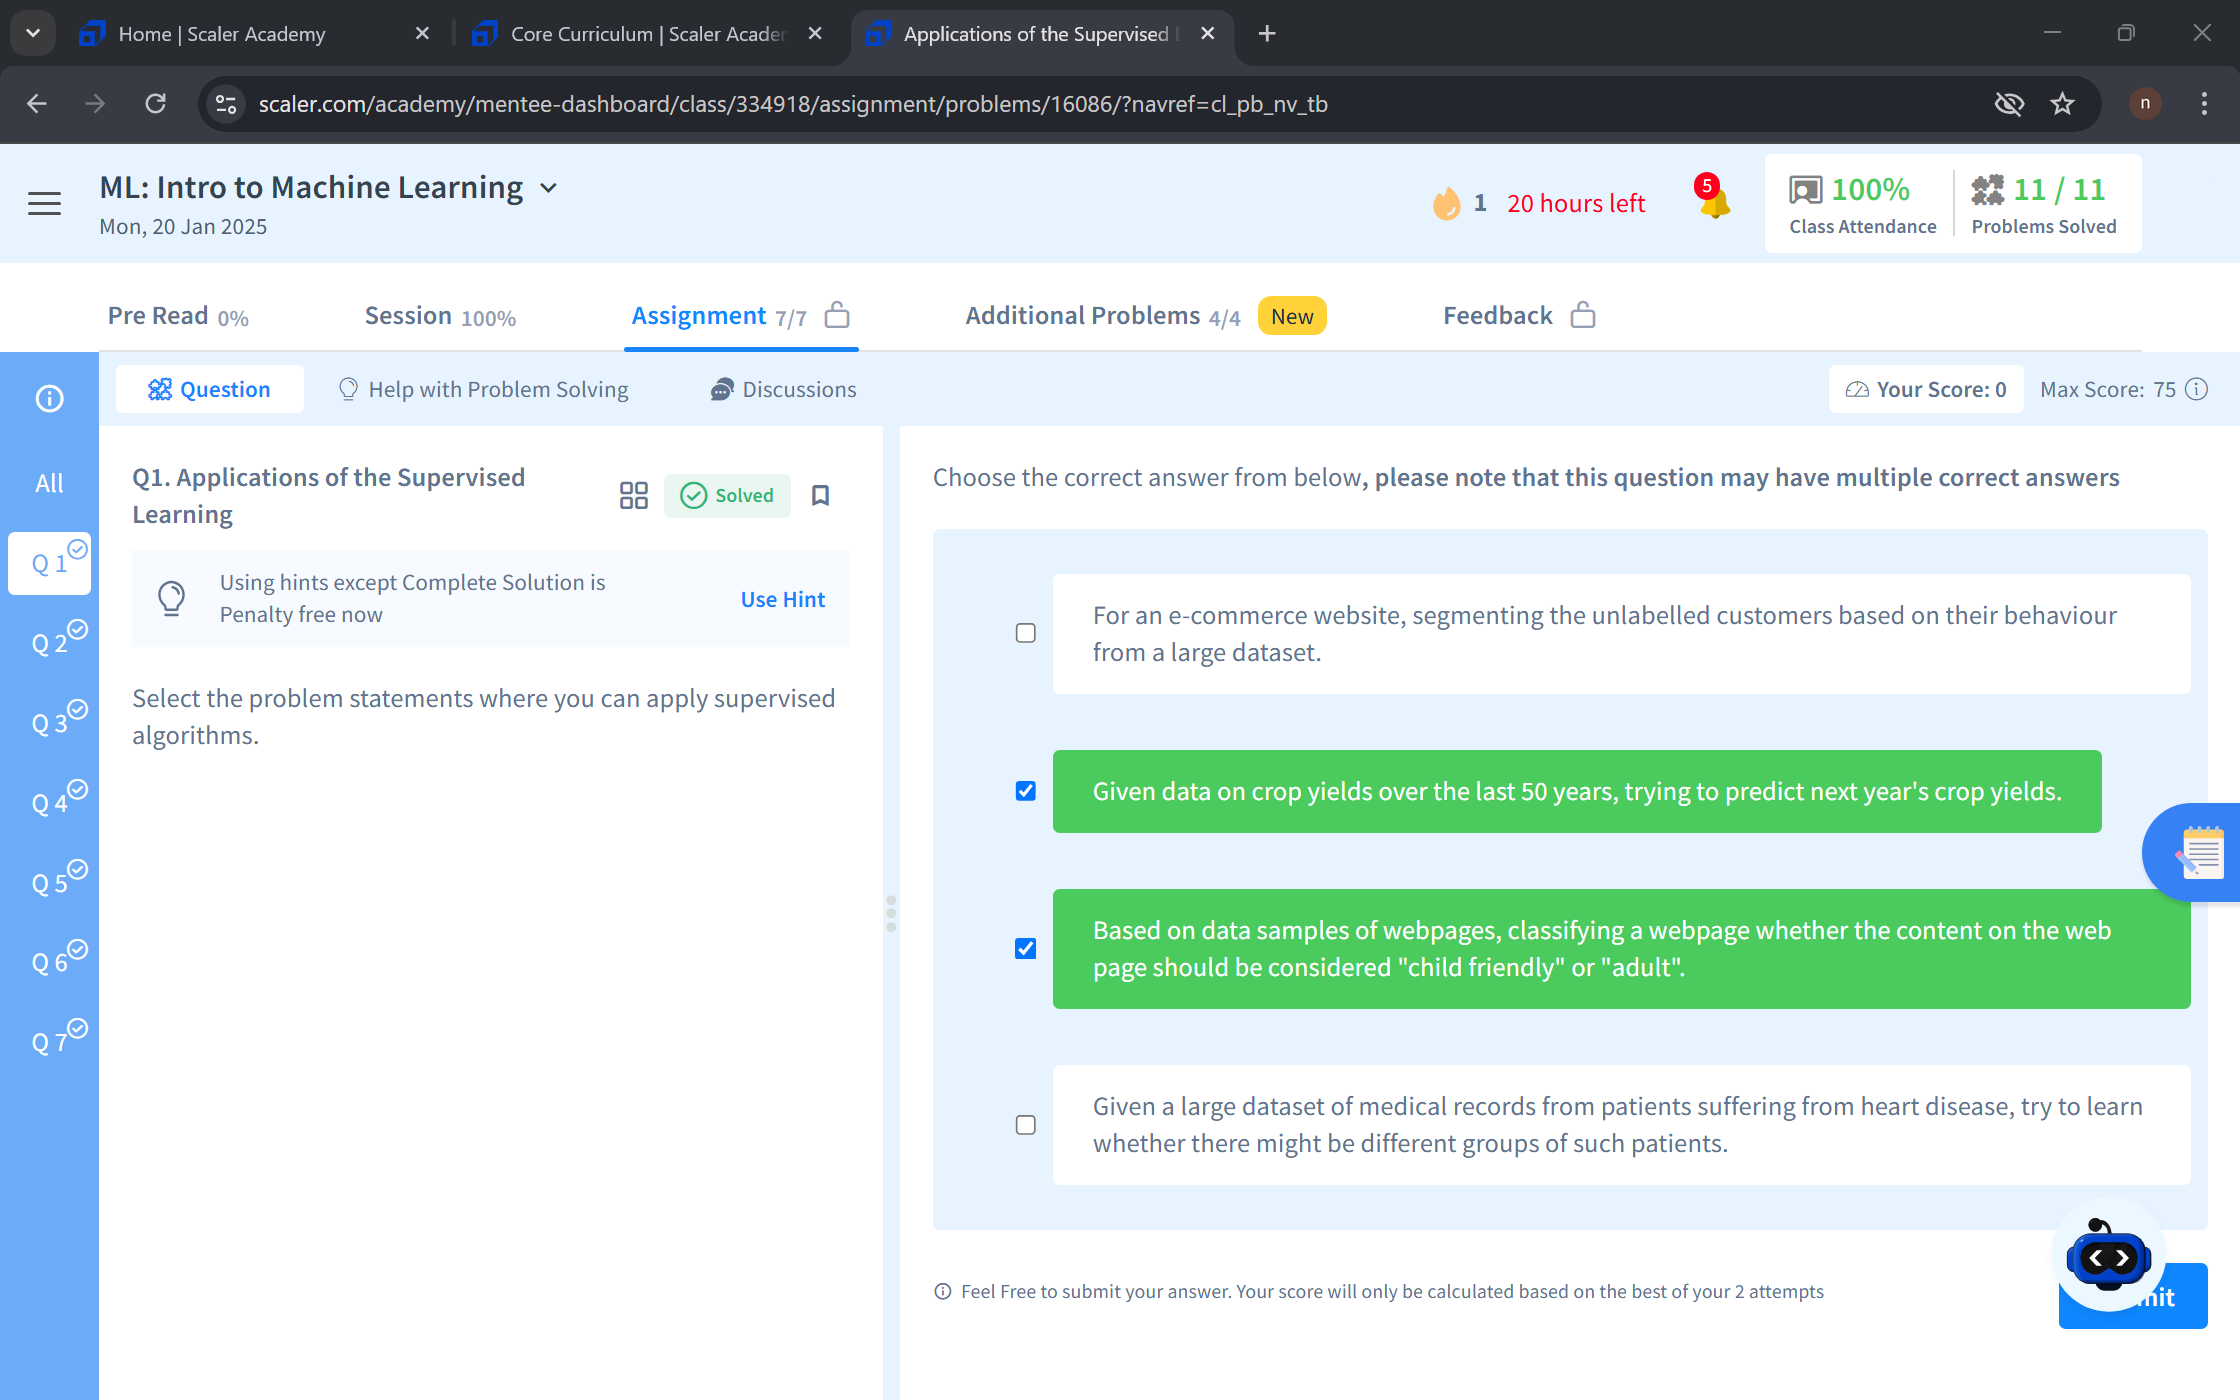 Home | Scaler Academy
Core Curriculum | Scaler Acader
Applications of the Supervised
scaler.com/academy/mentee-dashboard/class/334918/assignment/problems/16086/?navref=cl_pb_nv_tb
n
ML: Intro to Machine Learning
Mon, 20 Jan 2025
1 20 hours left
5
100%
Class Attendance
11 / 11
Problems Solved
Pre Read 0%
Session 100%
Assignment 7/7
Additional Problems 4/4 New
Feedback
Question
Help with Problem Solving
Discussions
Your Score: 0
Max Score: 75
All
Q 1
Q 2
Q 3
Q 4
Q 5
Q 6
Q 7
Q1. Applications of the Supervised
Learning
Solved
Using hints except Complete Solution is
Penalty free now
Use Hint
Select the problem statements where you can apply supervised
algorithms.
Choose the correct answer from below, please note that this question may have multiple correct answers
For an e-commerce website, segmenting the unlabelled customers based on their behaviour
from a large dataset.
Given data on crop yields over the last 50 years, trying to predict next year's crop yields.
Based on data samples of webpages, classifying a webpage whether the content on the web
page should be considered "child friendly" or "adult".
Given a large dataset of medical records from patients suffering from heart disease, try to learn
whether there might be different groups of such patients.
Feel Free to submit your answer. Your score will only be calculated based on the best of your 2 attempts